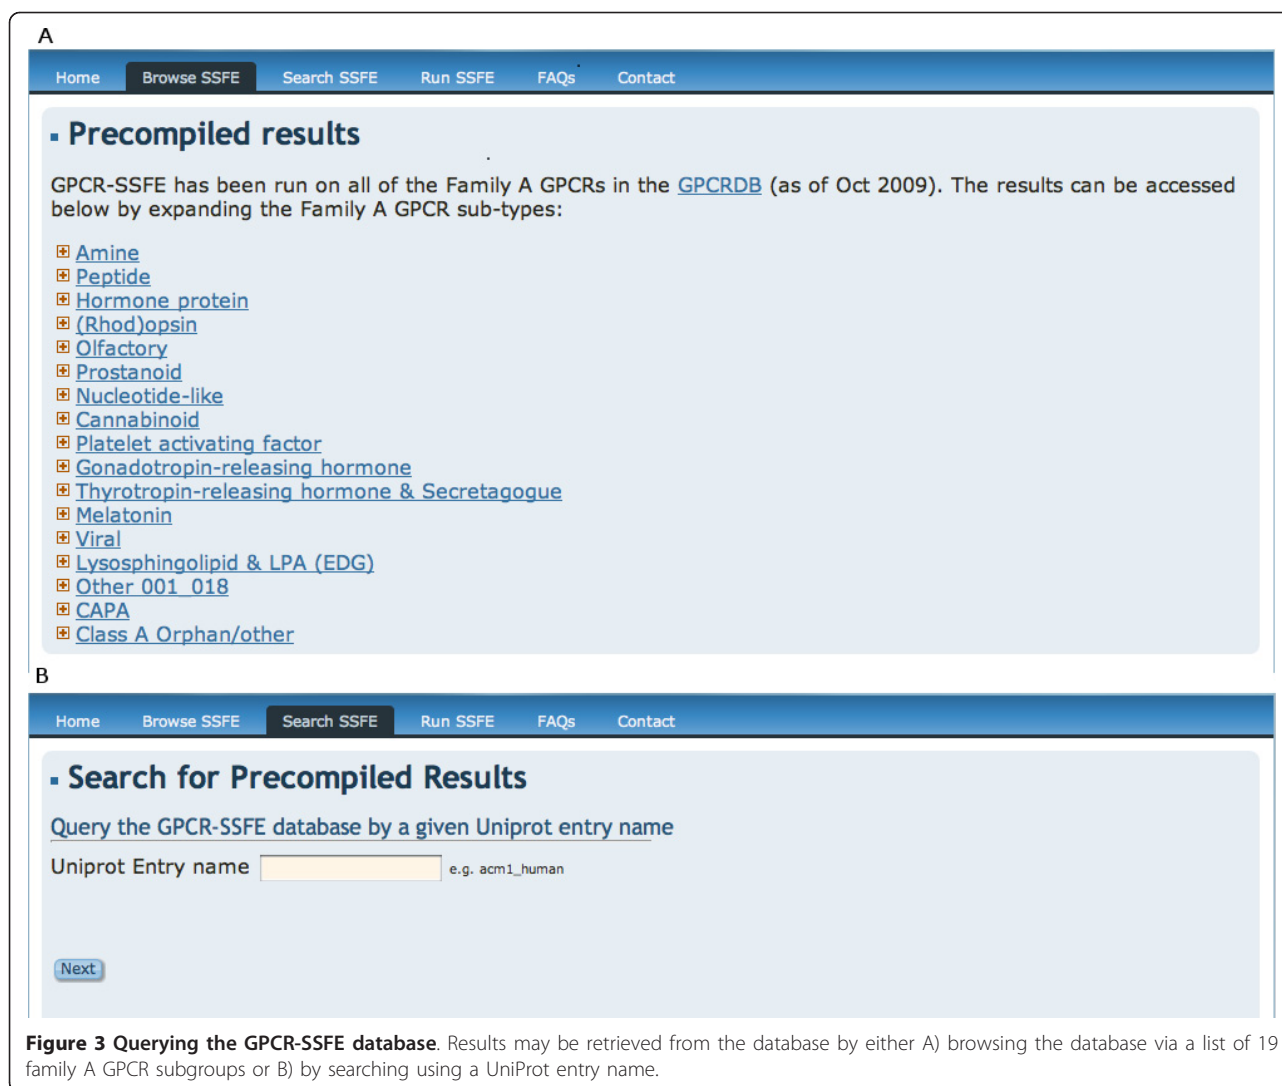 A
Home Browse SSFE Search SSFE Run SSFE FAQs Contact
Precompiled results
GPCR-SSFE has been run on all of the Family A GPCRs in the GPCRDB (as of Oct 2009). The results can be accessed
below by expanding the Family A GPCR sub-types:
Amine
Peptide
Hormone protein
(Rhod)opsin
Olfactory
Prostanoid
Nucleotide-like
Cannabinoid
Platelet activating factor
Gonadotropin-releasing hormone
Thyrotropin-releasing hormone & Secretagogue
Melatonin
Viral
Lysosphingolipid & LPA (EDG)
Other 001_018
CAPA
Class A Orphan/other
B
Home Browse SSFE Search SSFE Run SSFE FAQs Contact
Search for Precompiled Results
Query the GPCR-SSFE database by a given Uniprot entry name
Uniprot Entry name e.g. acm1_human
Next
Figure 3 Querying the GPCR-SSFE database. Results may be retrieved from the database by either A) browsing the database via a list of 19
family A GPCR subgroups or B) by searching using a UniProt entry name.